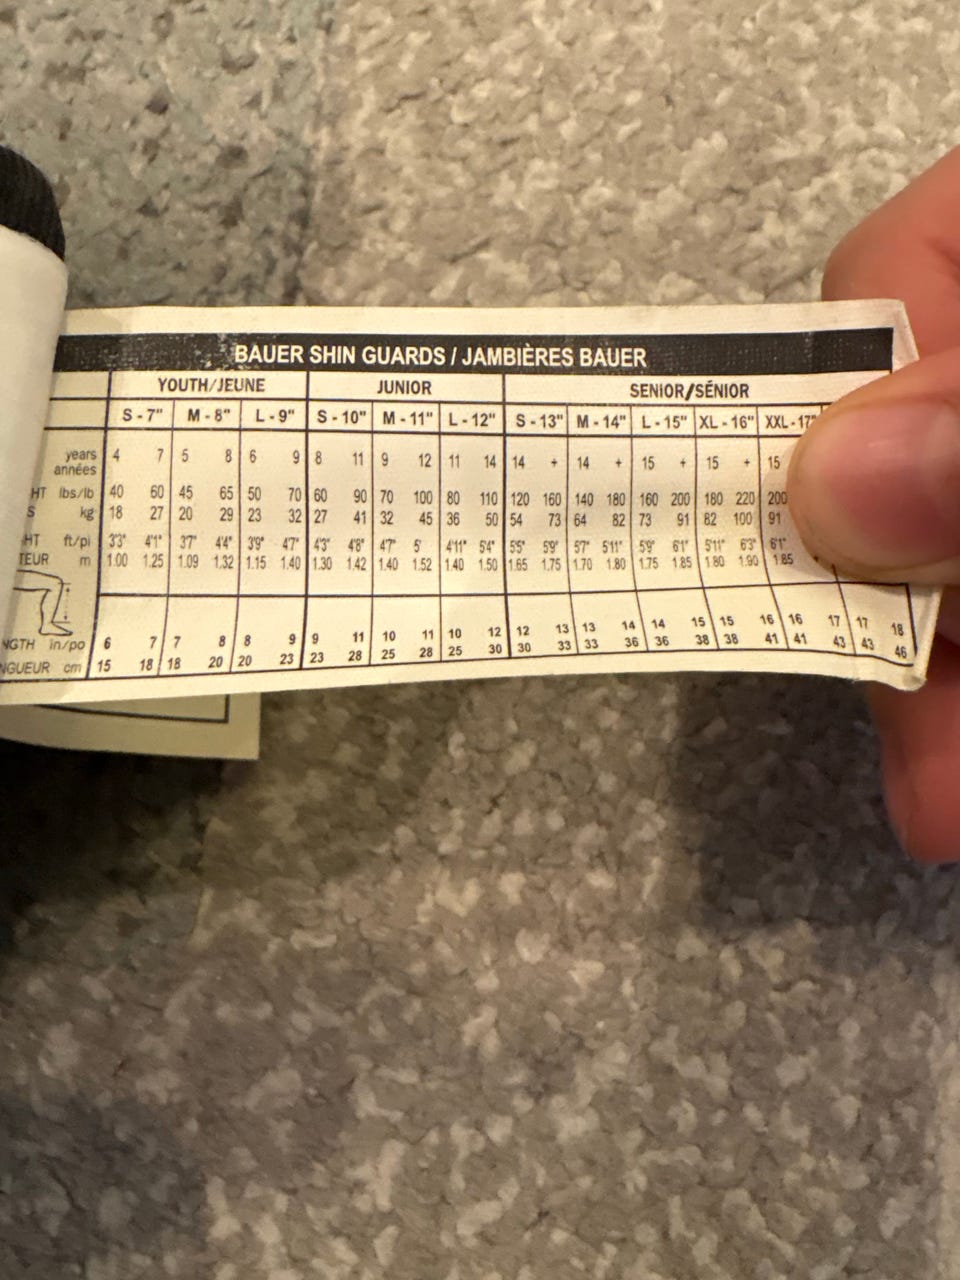 BAUER SHIN GUARDS / JAMBIÈRES BAUER
YOUTH/JEUNE JUNIOR SENIOR/SÉNIOR
S - 7" M - 8" L - 9" S - 10" M - 11" L - 12" S - 13" M - 14" L - 15" XL - 16" XXL - 17"
years 4 7 5 8 6 9 8 11 9 12 11 14 14 + 14 + 15 + 15 + 15
années
HT lbs/lb 40 60 45 65 50 70 60 90 70 100 80 110 120 160 140 180 160 200 180 220 200
S kg 18 27 20 29 23 32 27 41 32 45 36 50 54 73 64 82 73 91 82 100 91
HT ft/pi 3'3" 4'1" 3'7" 4'4" 3'9" 4'7" 4'3" 4'8" 4'7" 5' 4'11" 5'4" 5'5" 5'9" 5'7" 5'11" 5'9" 6'1" 5'11" 6'3" 6'1"
TEUR m 1.00 1.25 1.09 1.32 1.15 1.40 1.30 1.42 1.40 1.52 1.40 1.50 1.65 1.75 1.70 1.80 1.75 1.85 1.80 1.90 1.85
NGTH in/po 6 7 7 8 8 9 9 11 10 11 10 12 12 13 13 14 14 15 15 16 16 17 17 18
NGUEUR cm 15 18 18 20 20 23 23 28 25 28 25 30 30 33 33 36 36 38 38 41 41 43 43 46